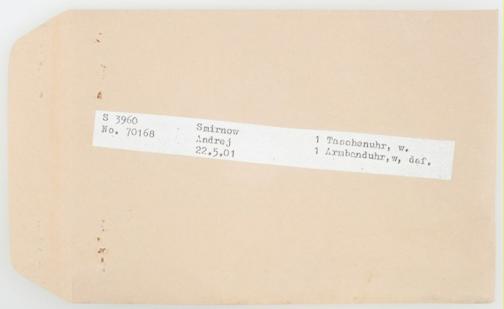 S 3960
No. 70168
Smirnow
Andrej
22.5.01
1 Taschenuhr, w.
1 Armbanduhr,w, def.